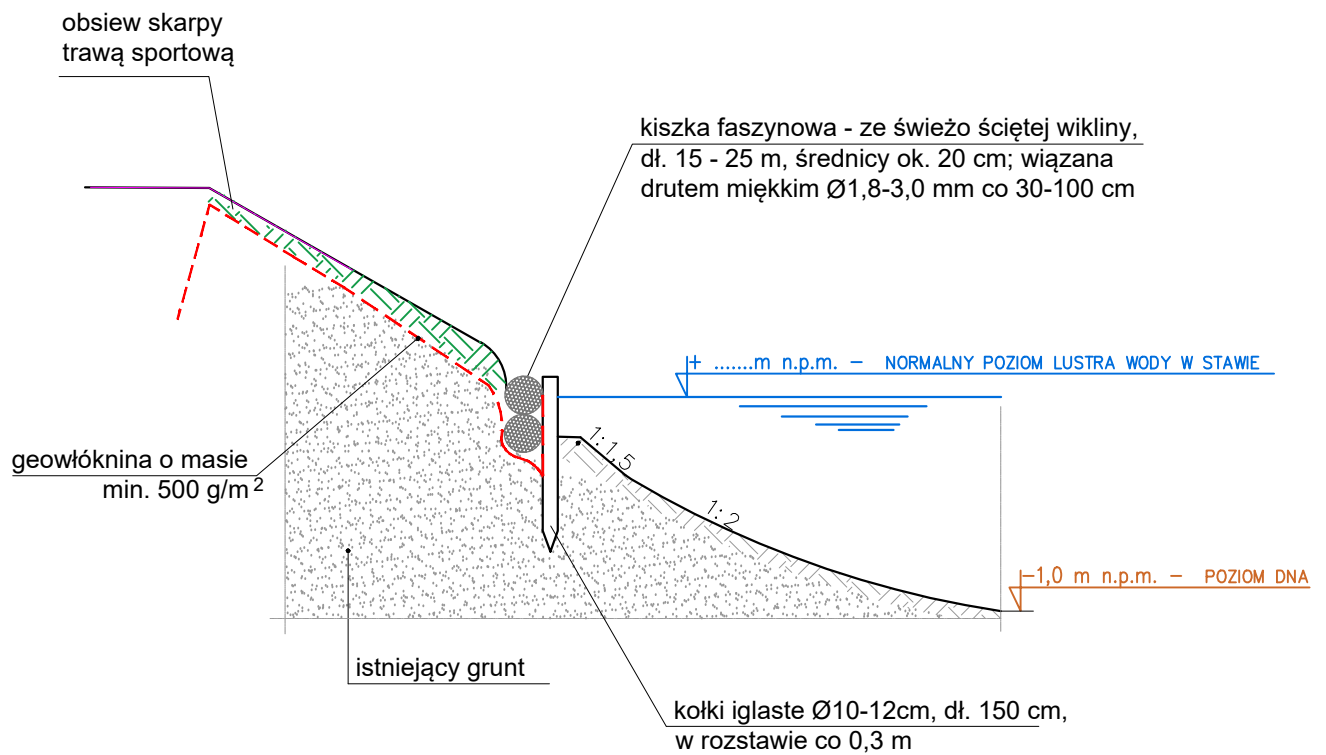 obsiew skarpy
trawą sportową
kiszka faszynowa - ze świeżo ściętej wikliny,
dł. 15 - 25 m, średnicy ok. 20 cm; wiązana
drutem miękkim Ø1,8-3,0 mm co 30-100 cm
+ .......m n.p.m. – NORMALNY POZIOM LUSTRA WODY W STAWIE
geowłóknina o masie
min. 500 g/m²
1:1,5
1:2
-1,0 m n.p.m. – POZIOM DNA
istniejący grunt
kołki iglaste Ø10-12cm, dł. 150 cm,
w rozstawie co 0,3 m